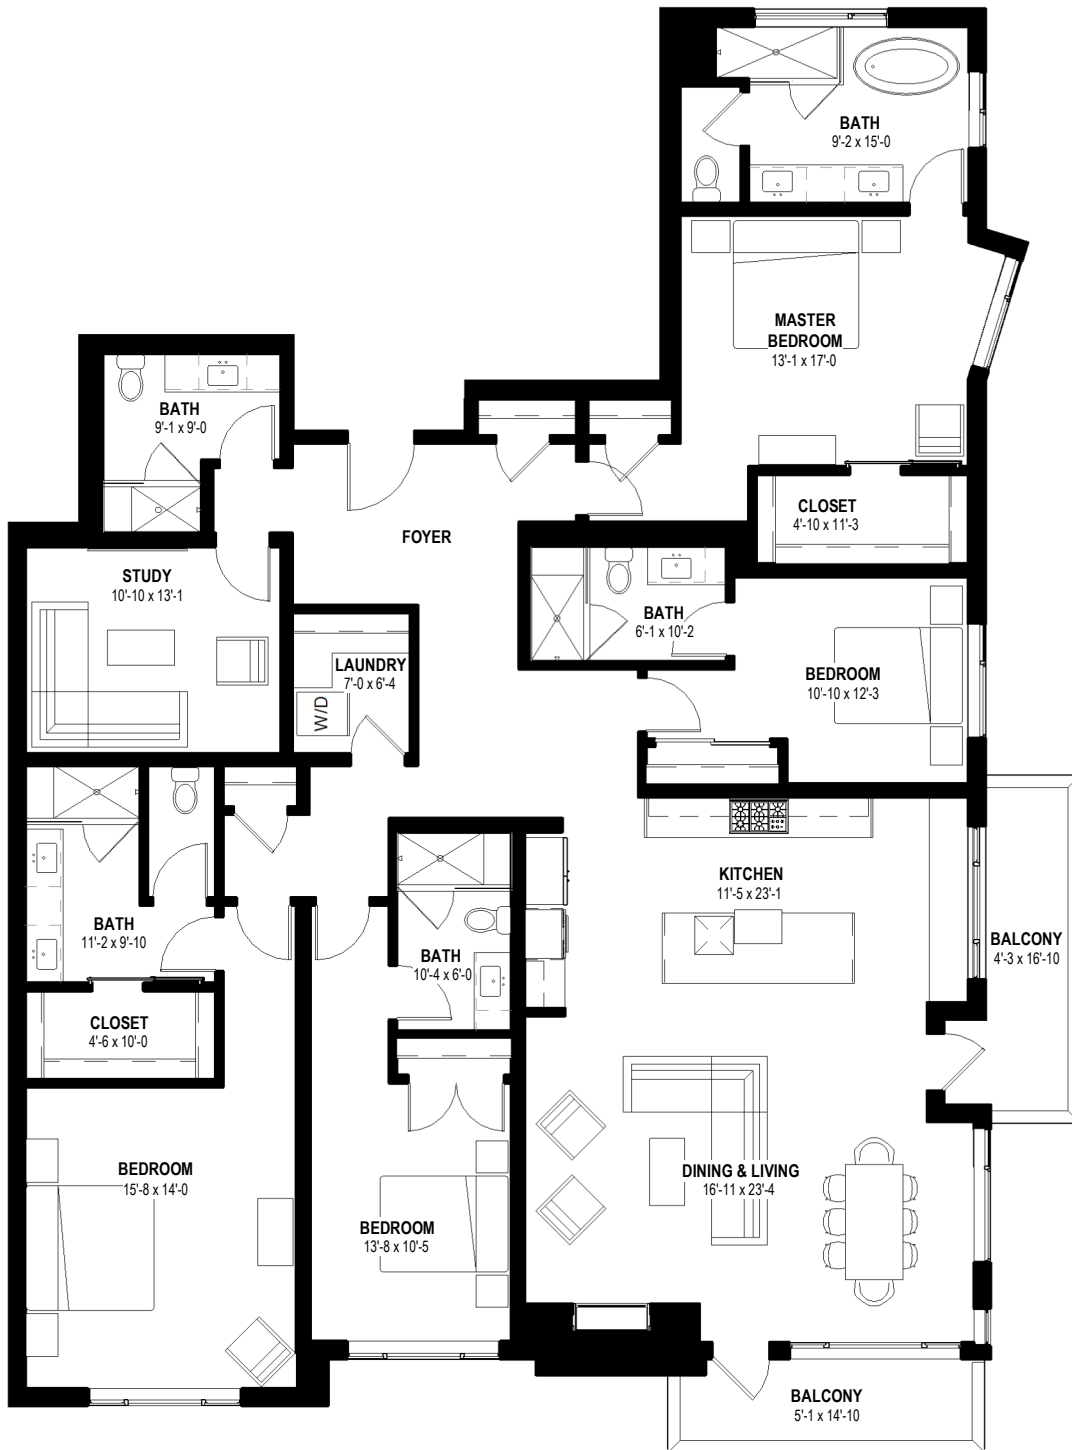 BATH
9'-2 x 15'-0
MASTER
BEDROOM
13'-1 x 17'-0
BATH
9'-1 x 9'-0
CLOSET
4'-10 x 11'-3
FOYER
STUDY
10'-10 x 13'-1
BATH
6'-1 x 10'-2
LAUNDRY
7'-0 x 6'-4
W/D
BEDROOM
10'-10 x 12'-3
KITCHEN
11'-5 x 23'-1
BATH
11'-2 x 9'-10
BATH
10'-4 x 6'-0
BALCONY
4'-3 x 16'-10
CLOSET
4'-6 x 10'-0
BEDROOM
15'-8 x 14'-0
DINING & LIVING
16'-11 x 23'-4
BEDROOM
13'-8 x 10'-5
BALCONY
5'-1 x 14'-10